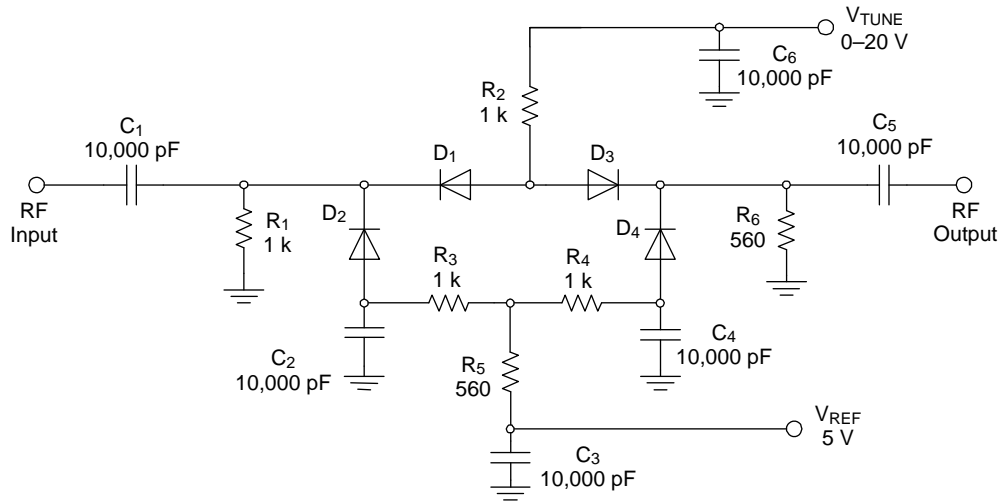 VTUNE
0–20 V
C6
10,000 pF
R2
1 k
C1
10,000 pF
C5
10,000 pF
D1
D3
RF
Input
R1
1 k
D2
D4
R6
560
RF
Output
R3
1 k
R4
1 k
C2
10,000 pF
C4
10,000 pF
R5
560
VREF
5 V
C3
10,000 pF